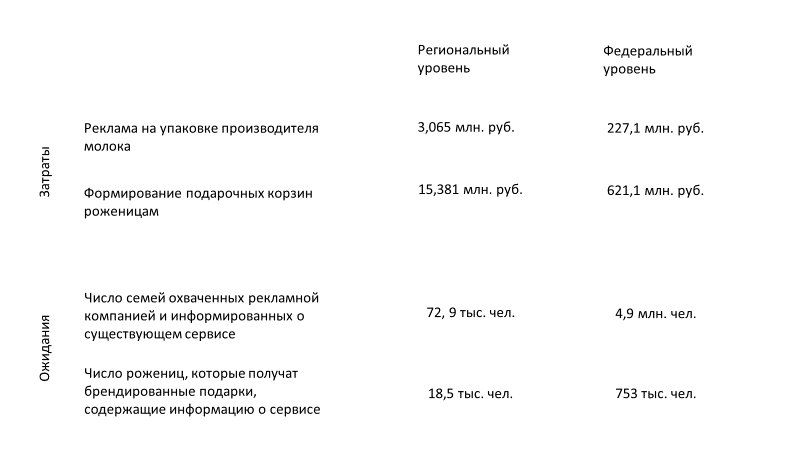 Региональный
уровень
Федеральный
уровень
Затраты
Реклама на упаковке производителя
молока
3,065 млн. руб.
227,1 млн. руб.
Формирование подарочных корзин
роженицам
15,381 млн. руб.
621,1 млн. руб.
Ожидания
Число семей охваченных рекламной
компанией и информированных о
существующем сервисе
72, 9 тыс. чел.
4,9 млн. чел.
Число рожениц, которые получат
брендированные подарки,
содержащие информацию о сервисе
18,5 тыс. чел.
753 тыс. чел.